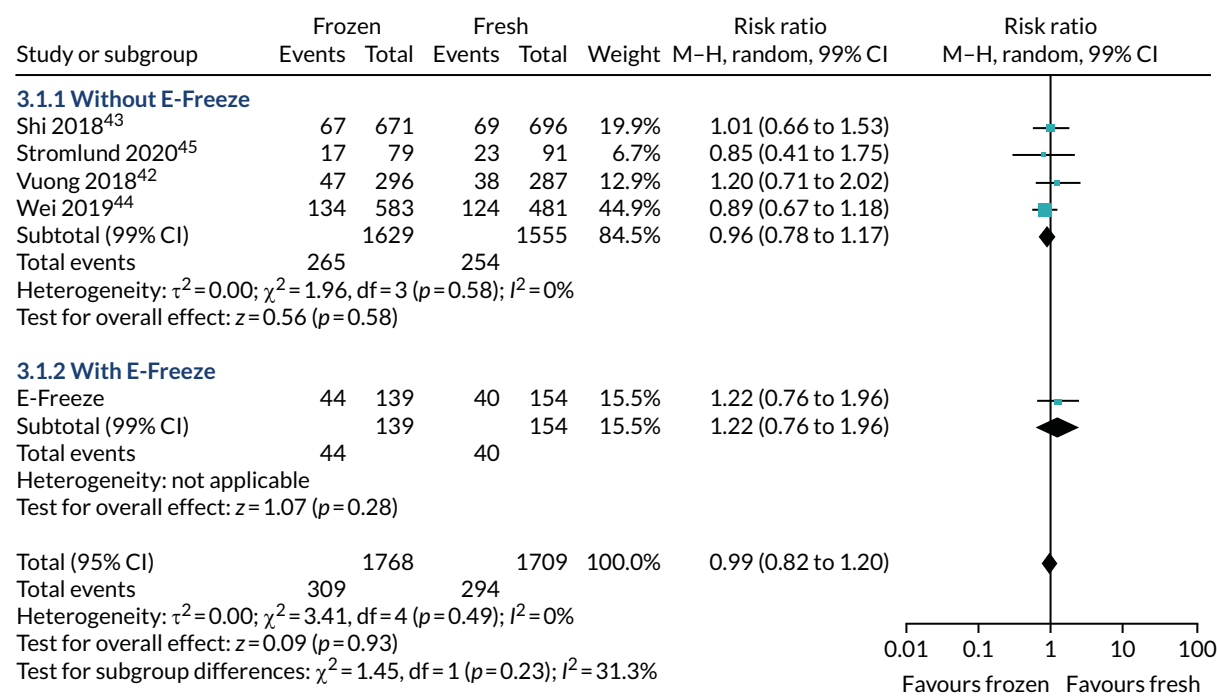 Frozen Fresh Risk ratio Risk ratio
Study or subgroup Events Total Events Total Weight M–H, random, 99% CI M–H, random, 99% CI
3.1.1 Without E-Freeze
Shi 2018⁴³ 67 671 69 696 19.9% 1.01 (0.66 to 1.53)
Stromlund 2020⁴⁵ 17 79 23 91 6.7% 0.85 (0.41 to 1.75)
Vuong 2018⁴² 47 296 38 287 12.9% 1.20 (0.71 to 2.02)
Wei 2019⁴⁴ 134 583 124 481 44.9% 0.89 (0.67 to 1.18)
Subtotal (99% CI) 1629 1555 84.5% 0.96 (0.78 to 1.17)
Total events 265 254
Heterogeneity: τ² = 0.00; χ² = 1.96, df = 3 (p = 0.58); I² = 0%
Test for overall effect: z = 0.56 (p = 0.58)
3.1.2 With E-Freeze
E-Freeze 44 139 40 154 15.5% 1.22 (0.76 to 1.96)
Subtotal (99% CI) 139 154 15.5% 1.22 (0.76 to 1.96)
Total events 44 40
Heterogeneity: not applicable
Test for overall effect: z = 1.07 (p = 0.28)
Total (95% CI) 1768 1709 100.0% 0.99 (0.82 to 1.20)
Total events 309 294
Heterogeneity: τ² = 0.00; χ² = 3.41, df = 4 (p = 0.49); I² = 0%
Test for overall effect: z = 0.09 (p = 0.93)
Test for subgroup differences: χ² = 1.45, df = 1 (p = 0.23); I² = 31.3%
0.01 0.1 1 10 100
Favours frozen Favours fresh